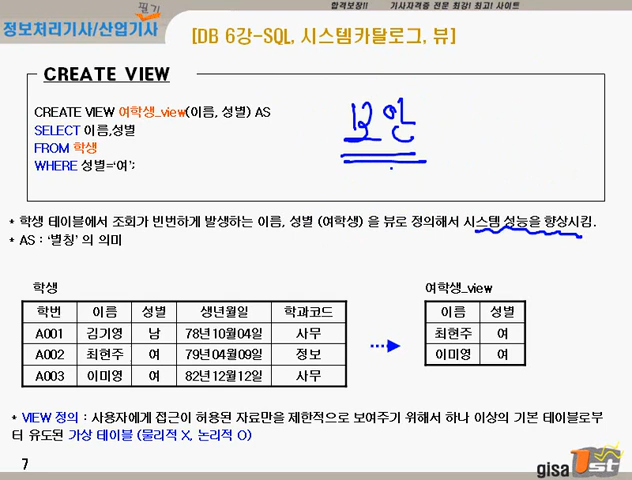 합격보장!! 기사자격증 전문 최강! 최고! 사이트
필기
정보처리기사/산업기사
[DB 6강-SQL, 시스템카탈로그, 뷰]
CREATE VIEW
CREATE VIEW 여학생_view(이름, 성별) AS
SELECT 이름,성별
FROM 학생
WHERE 성별='여';
보안
* 학생 테이블에서 조회가 빈번하게 발생하는 이름, 성별 (여학생) 을 뷰로 정의해서 시스템 성능을 향상시킴.
* AS : '별칭' 의 의미
학생
학번 이름 성별 생년월일 학과코드
A001 김기영 남 78년10월04일 사무
A002 최현주 여 79년04월09일 정보
A003 이미영 여 82년12월12일 사무
여학생_view
이름 성별
최현주 여
이미영 여
* VIEW 정의 : 사용자에게 접근이 허용된 자료만을 제한적으로 보여주기 위해서 하나 이상의 기본 테이블로부
터 유도된 가상 테이블 (물리적 X, 논리적 O)
7
gisa 1st